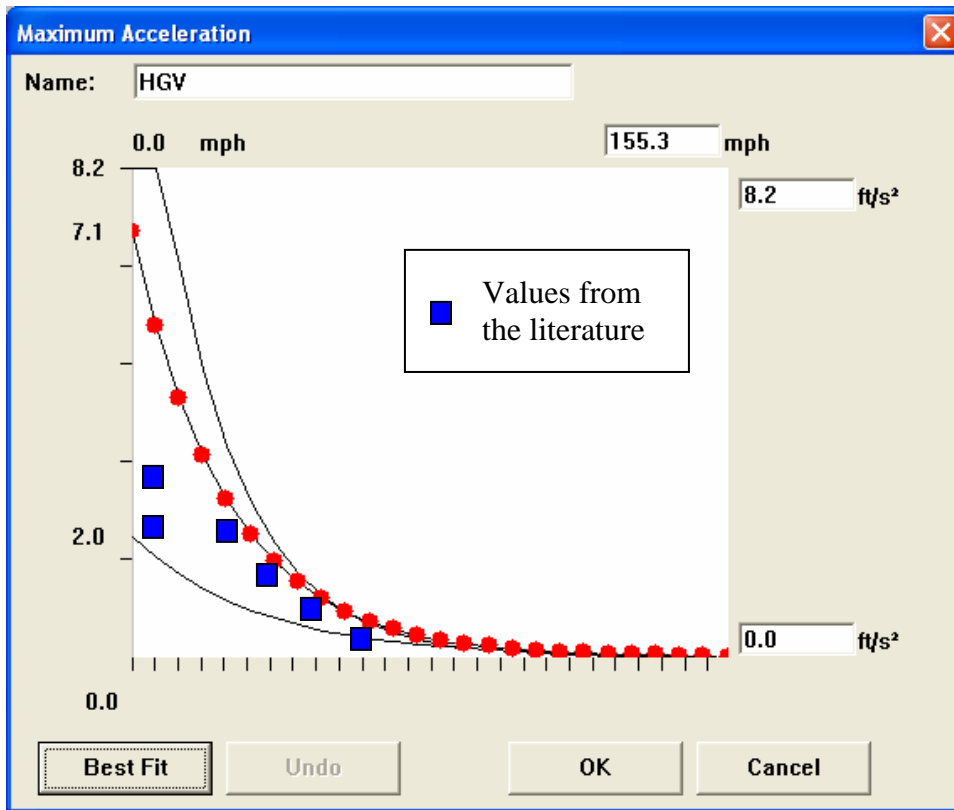 Maximum Acceleration
Name: HGV
0.0 mph 155.3 mph
8.2
8.2 ft/s²
7.1
Values from
the literature
2.0
0.0 ft/s²
0.0
Best Fit Undo OK Cancel